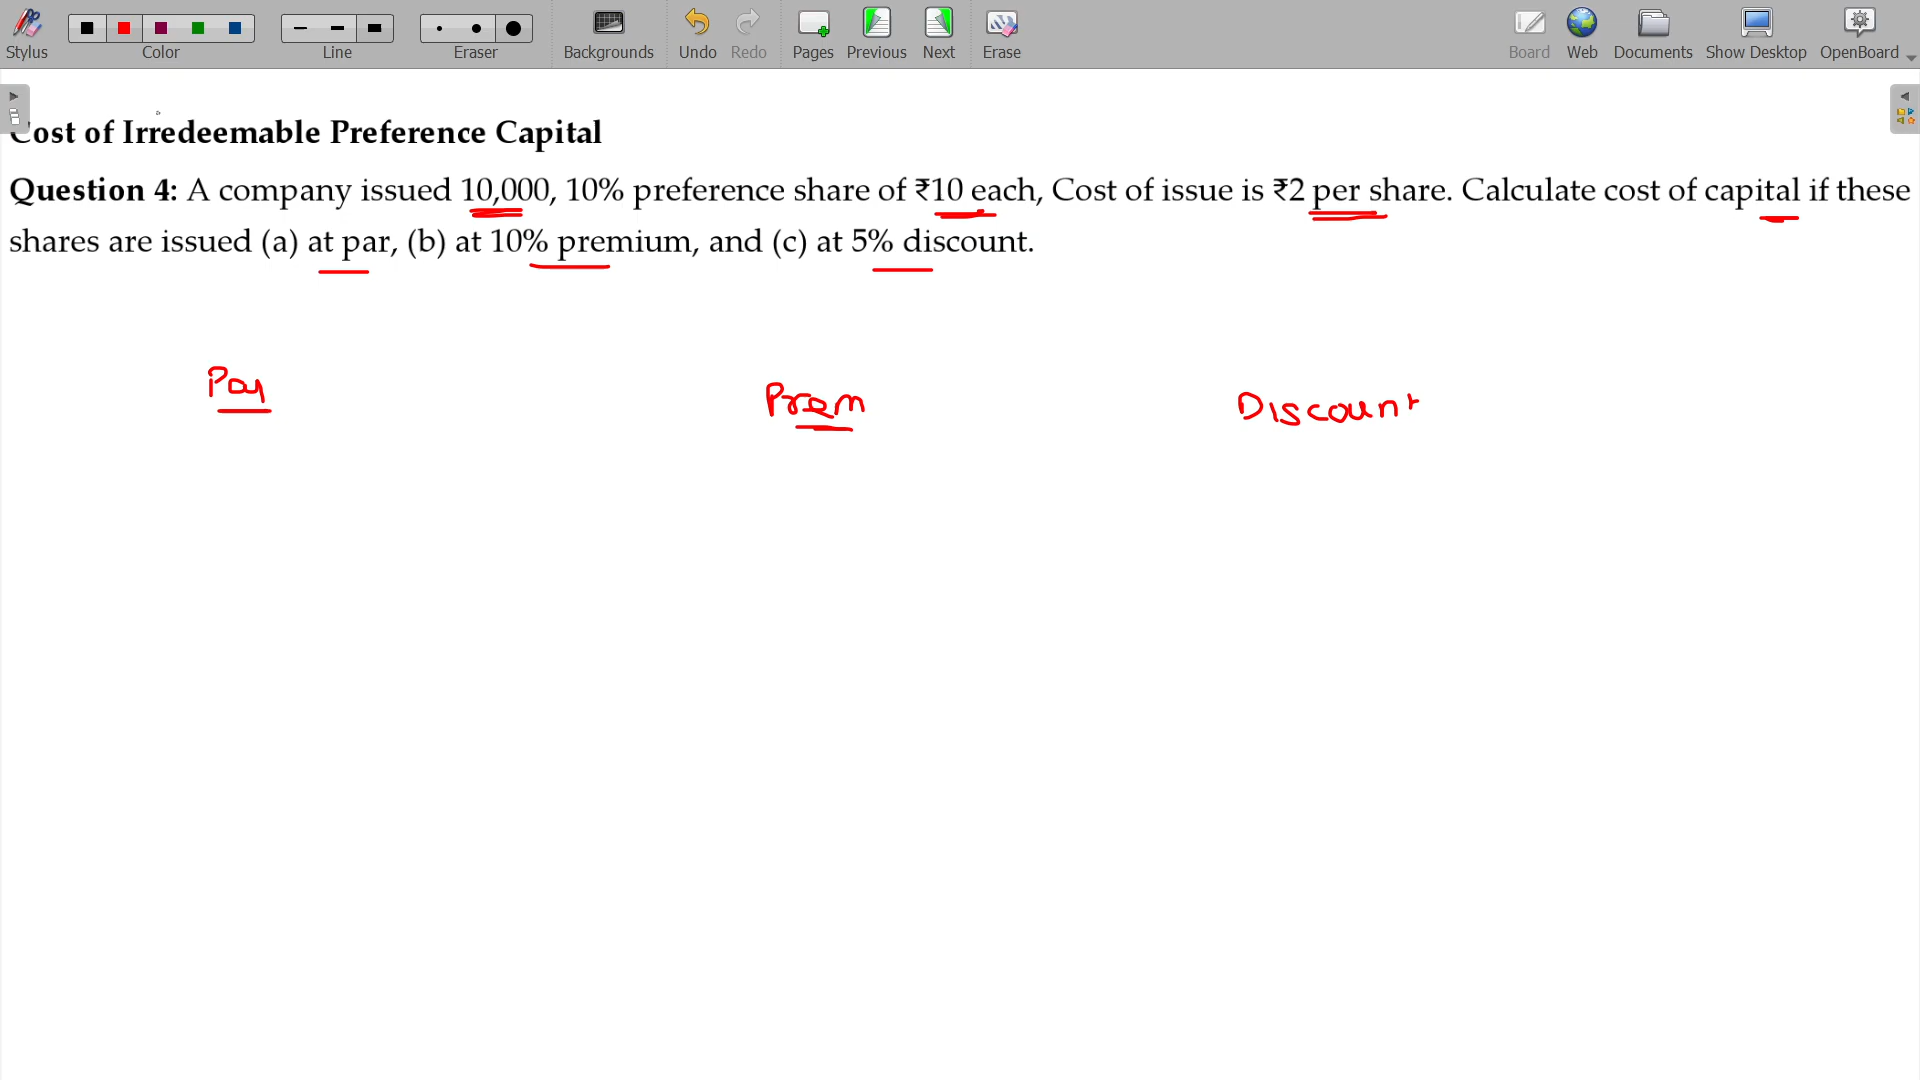 Stylus Color Line Eraser Backgrounds Undo Redo Pages Previous Next Erase Board Web Documents Show Desktop OpenBoard
Cost of Irredeemable Preference Capital
Question 4: A company issued 10,000, 10% preference share of ₹10 each, Cost of issue is ₹2 per share. Calculate cost of capital if these
shares are issued (a) at par, (b) at 10% premium, and (c) at 5% discount.
Par Prem Discount